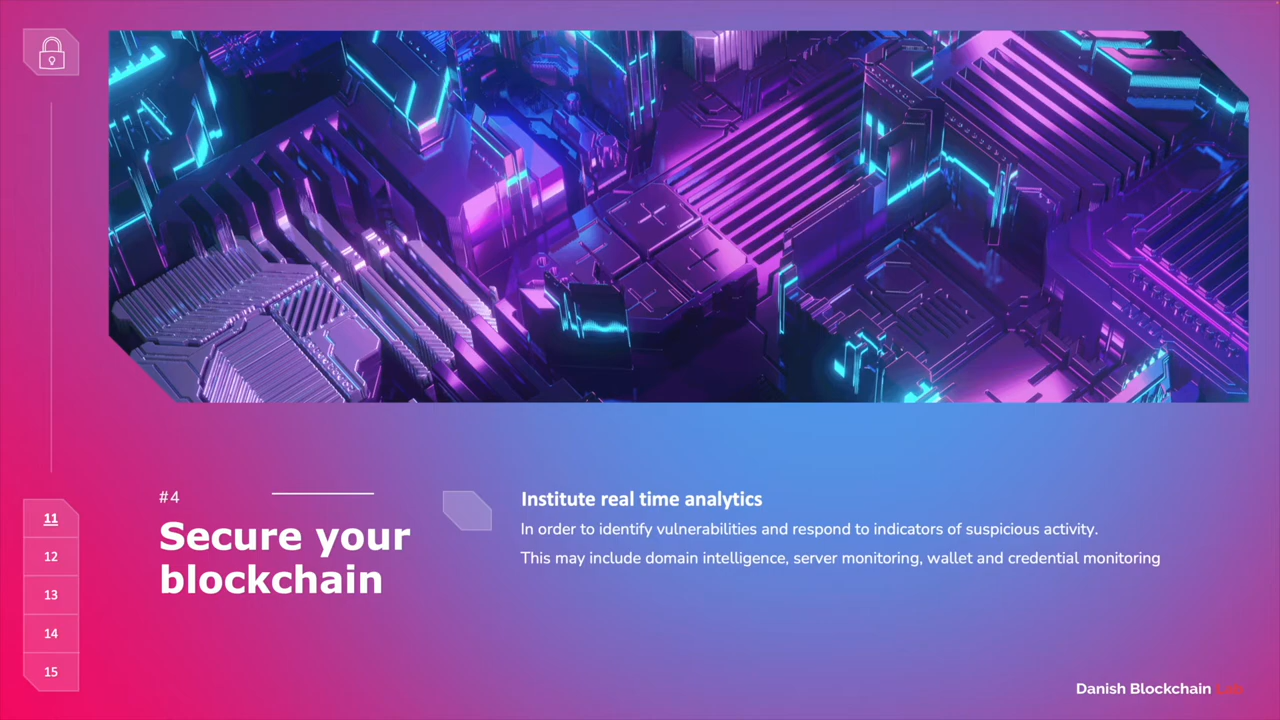 #4
Secure your
blockchain
Institute real time analytics
In order to identify vulnerabilities and respond to indicators of suspicious activity.
This may include domain intelligence, server monitoring, wallet and credential monitoring
11
12
13
14
15
Danish Blockchain Lab